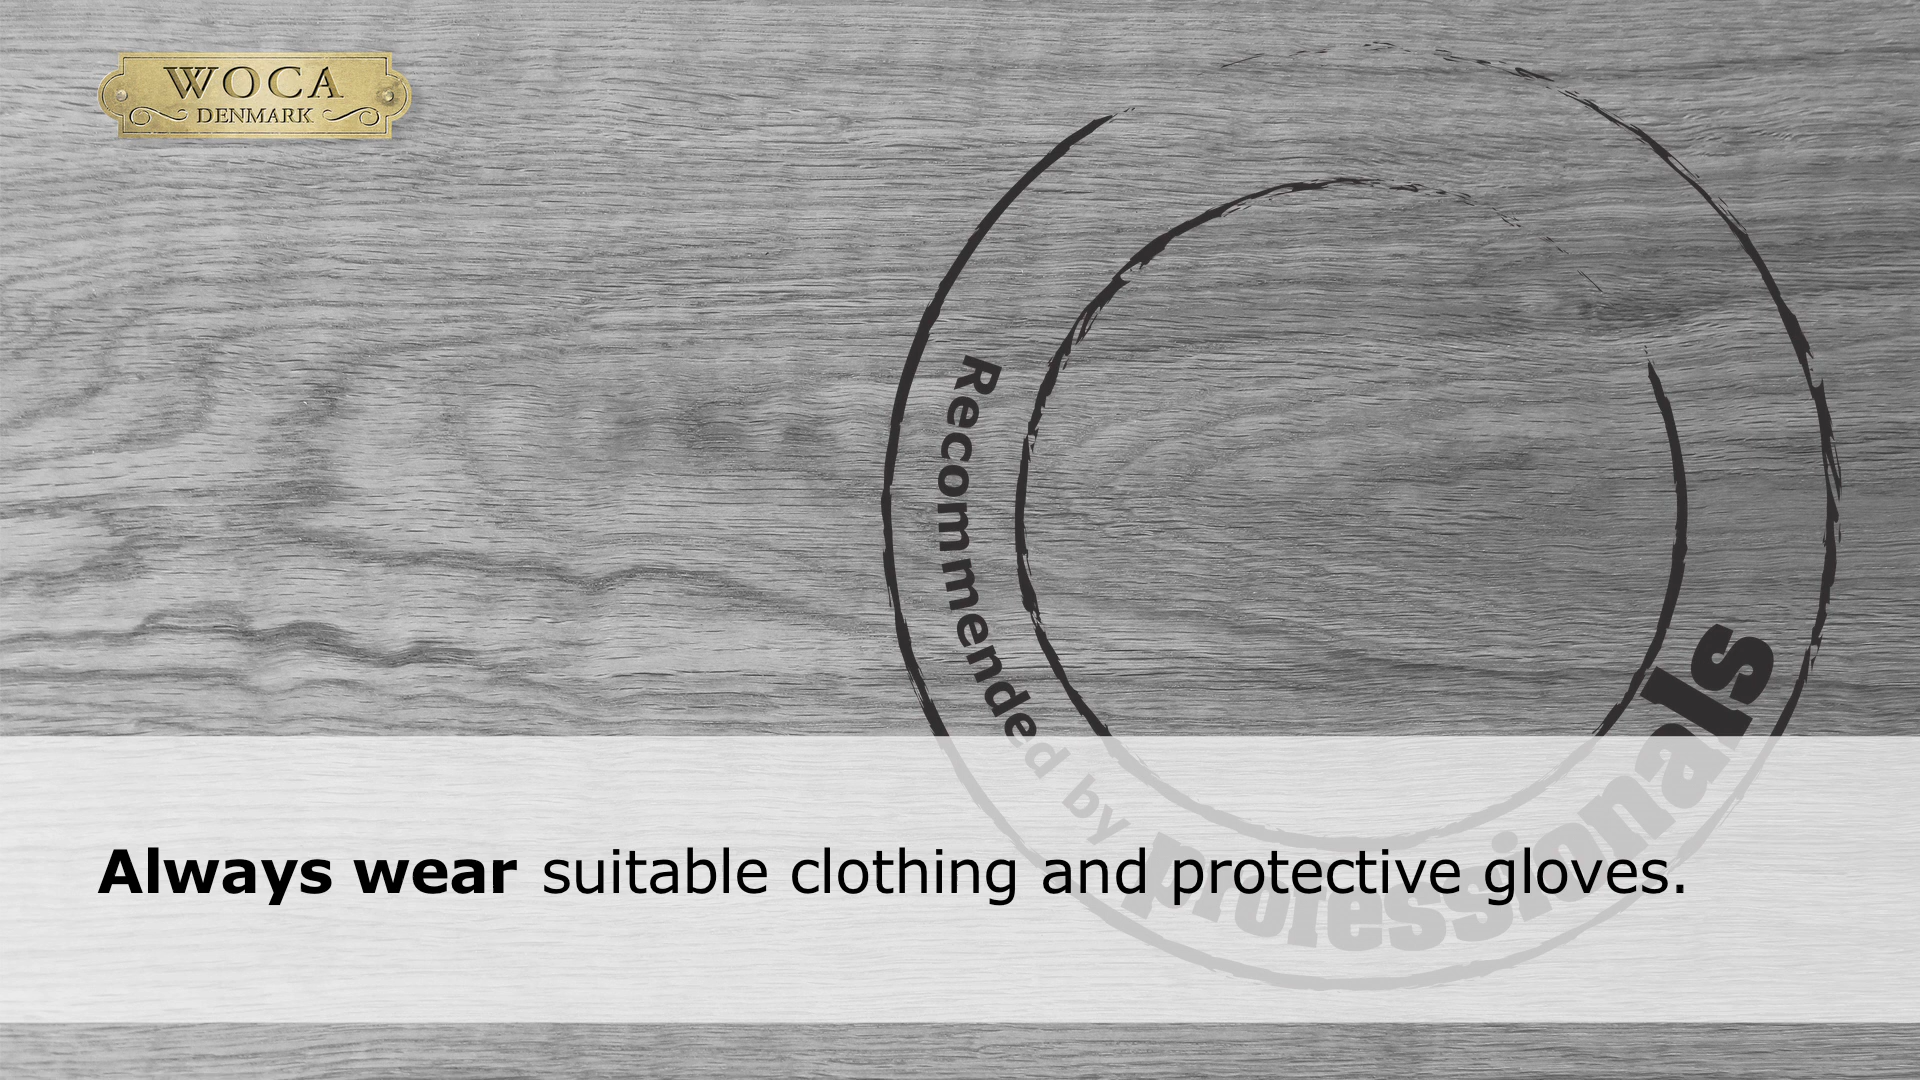 WOCA
DENMARK
Recommended by
professionals
Always wear suitable clothing and protective gloves.